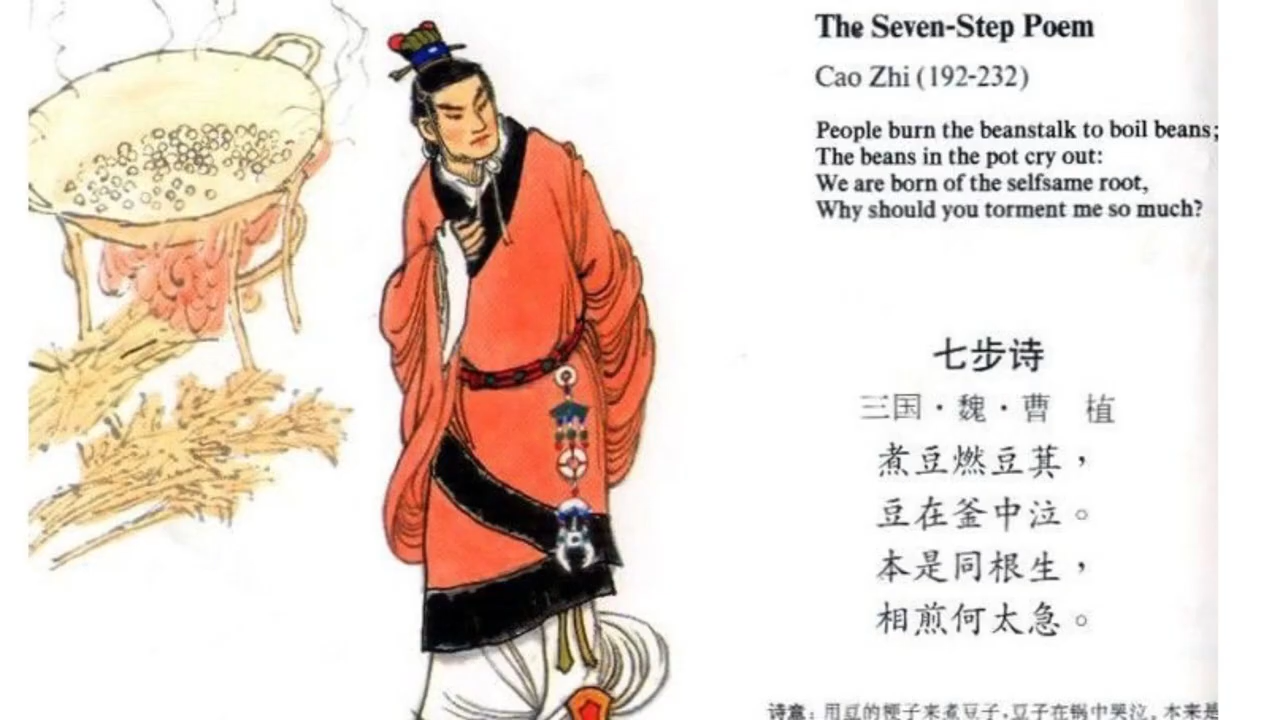 The Seven-Step Poem
Cao Zhi (192-232)
People burn the beanstalk to boil beans;
The beans in the pot cry out:
We are born of the selfsame root,
Why should you torment me so much?
七步诗
三国·魏·曹 植
煮豆燃豆萁，
豆在釜中泣。
本是同根生，
相煎何太急。
诗意：用豆的梗子来煮豆子，豆子在锅中哭泣。本来是